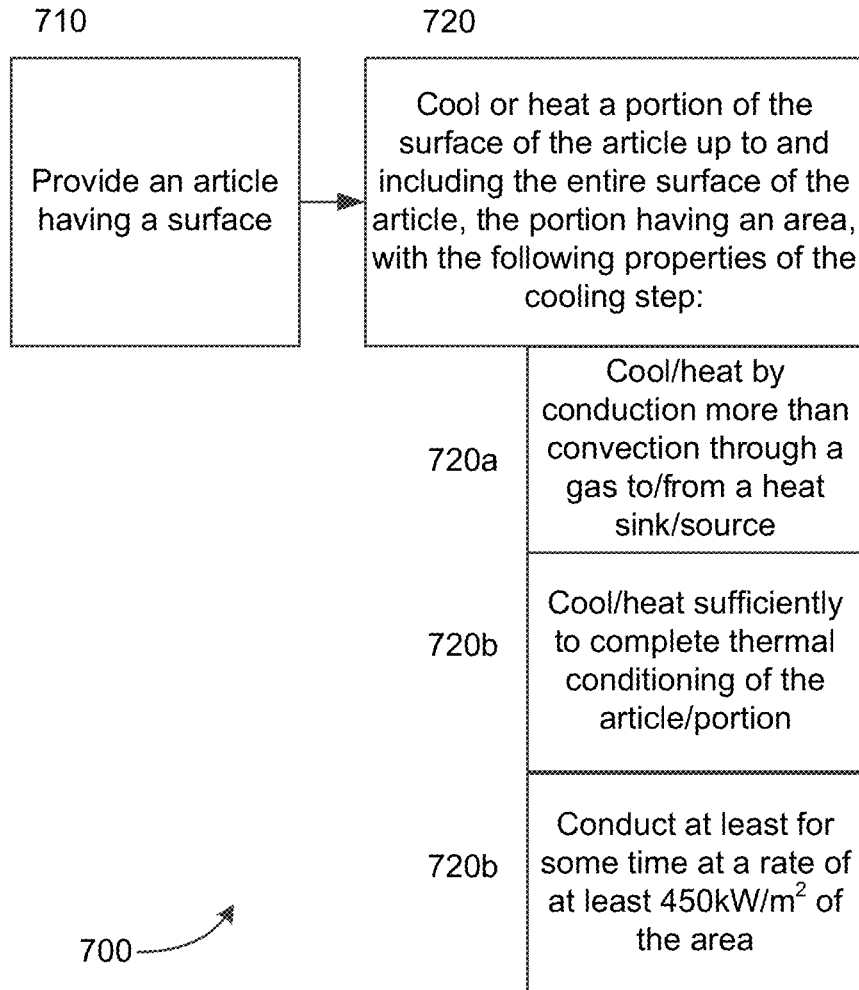 710
720
Provide an article
having a surface
Cool or heat a portion of the
surface of the article up to and
including the entire surface of the
article, the portion having an area,
with the following properties of the
cooling step:
720a
Cool/heat by
conduction more than
convection through a
gas to/from a heat
sink/source
720b
Cool/heat sufficiently
to complete thermal
conditioning of the
article/portion
720b
Conduct at least for
some time at a rate of
at least 450kW/m² of
the area
700